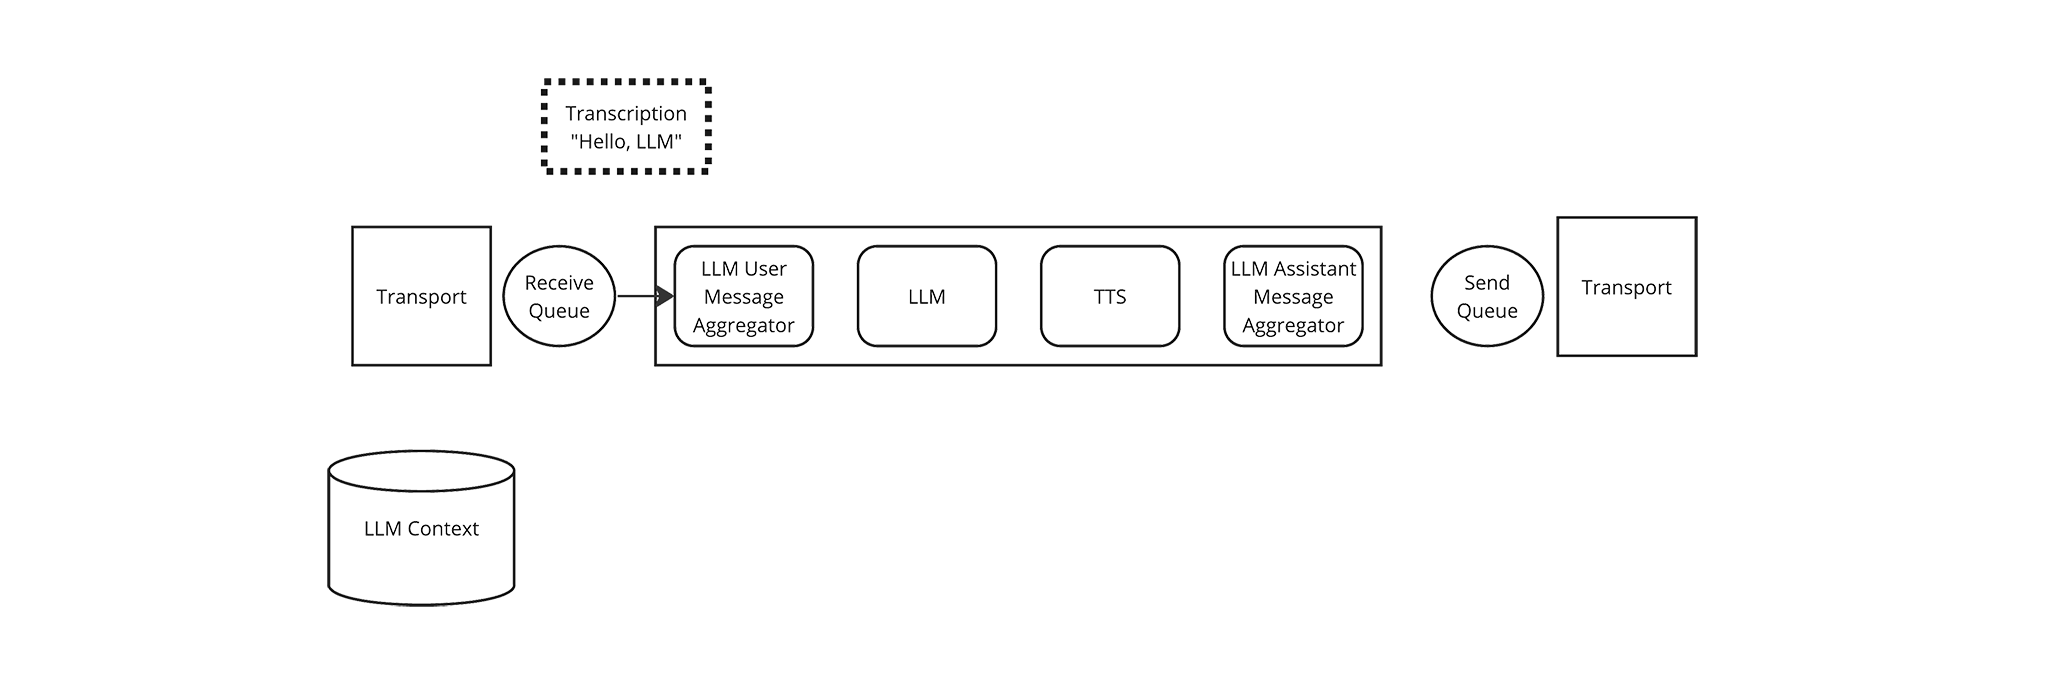 Transcription
"Hello, LLM"
Transport
Receive
Queue
LLM User
Message
Aggregator
LLM
TTS
LLM Assistant
Message
Aggregator
Send
Queue
Transport
LLM Context